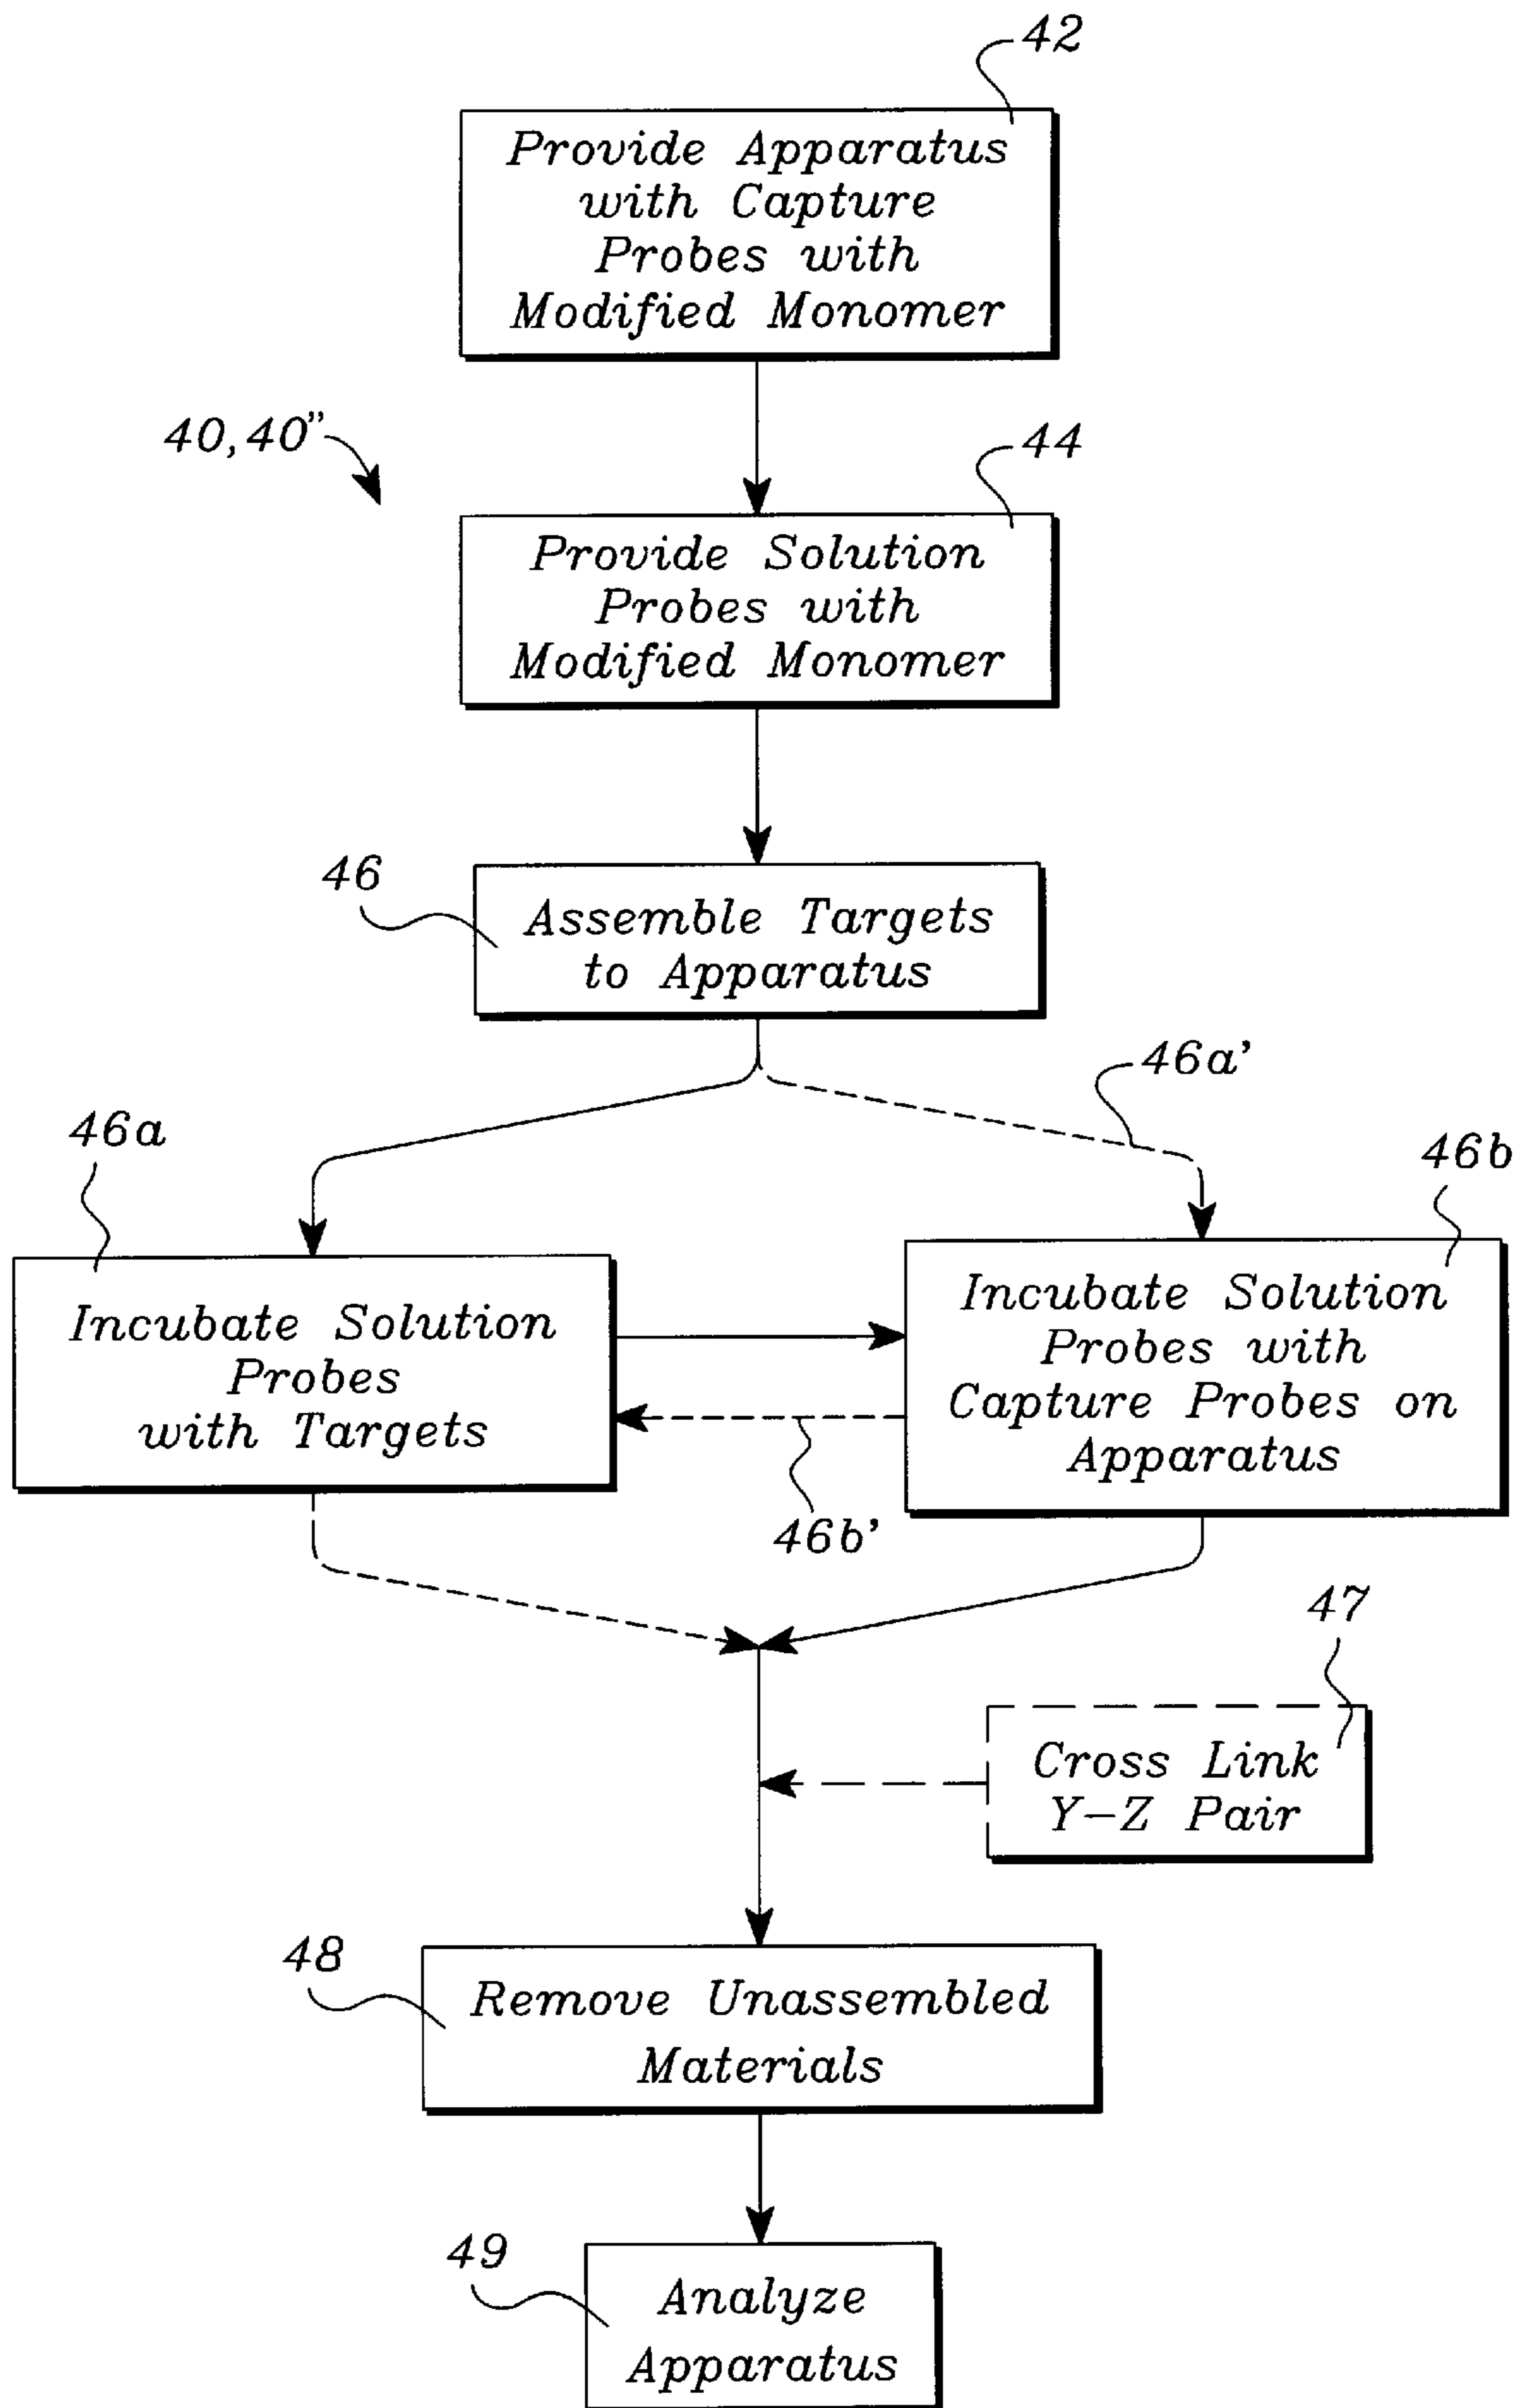 42
Provide Apparatus
with Capture
Probes with
Modified Monomer
40,40"
44
Provide Solution
Probes with
Modified Monomer
46
Assemble Targets
to Apparatus
46a'
46a
46b
Incubate Solution
Probes
with Targets
Incubate Solution
Probes with
Capture Probes on
Apparatus
46b'
47
Cross Link
Y-Z Pair
48
Remove Unassembled
Materials
49
Analyze
Apparatus